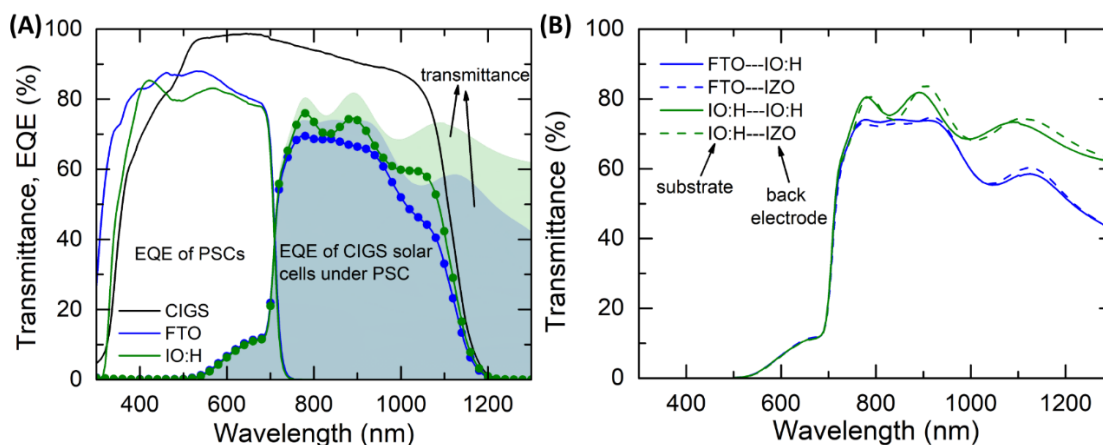 (A)
Transmittance, EQE (%)
100
80
60
40
20
0
transmittance
EQE of PSCs
EQE of CIGS solar
cells under PSC
CIGS
FTO
IO:H
400 600 800 1000 1200
Wavelength (nm)
(B)
Transmittance (%)
100
80
60
40
20
0
FTO---IO:H
FTO---IZO
IO:H---IO:H
IO:H---IZO
substrate
back
electrode
400 600 800 1000 1200
Wavelength (nm)